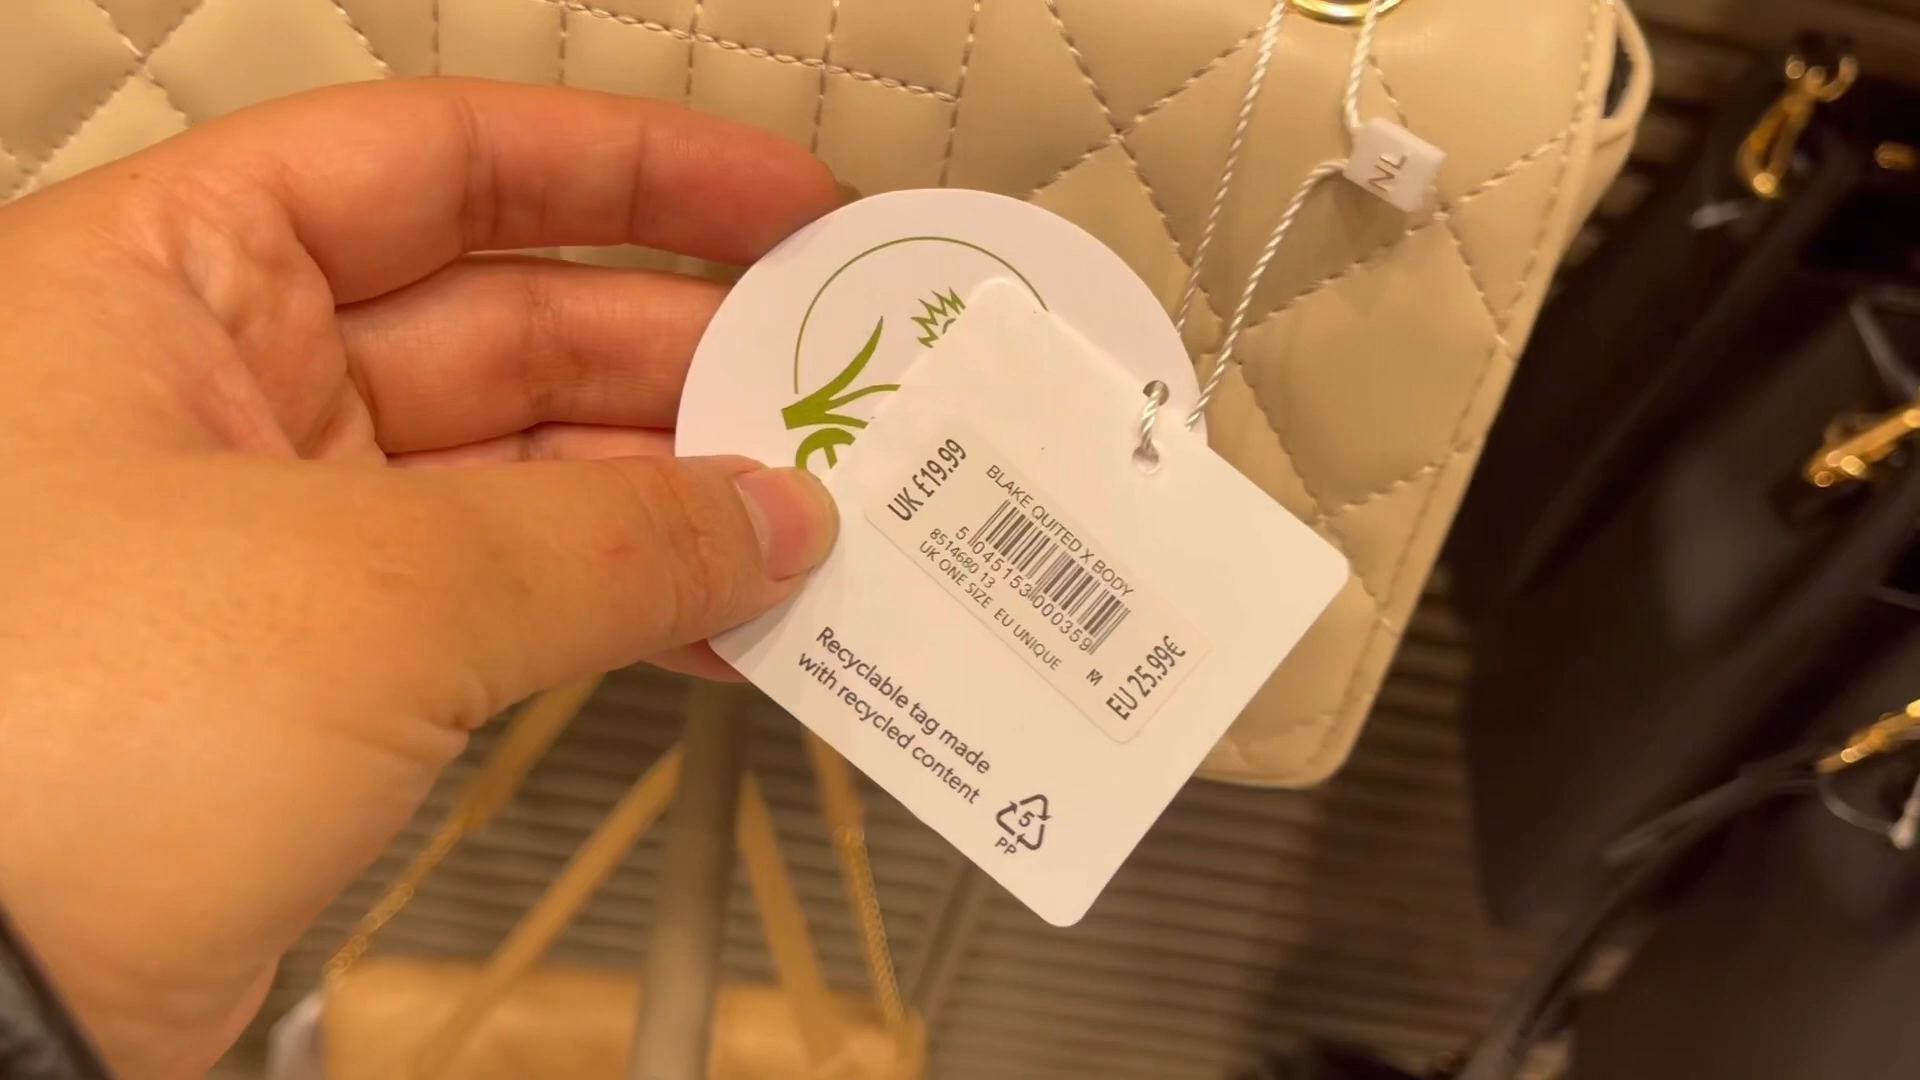 NL
UK £19.99
BLAKE QUITED X BODY
5 045153 000359
8514680 13
UK ONE SIZE EU UNIQUE
M
EU 25.99€
Recyclable tag made
with recycled content
5
PP